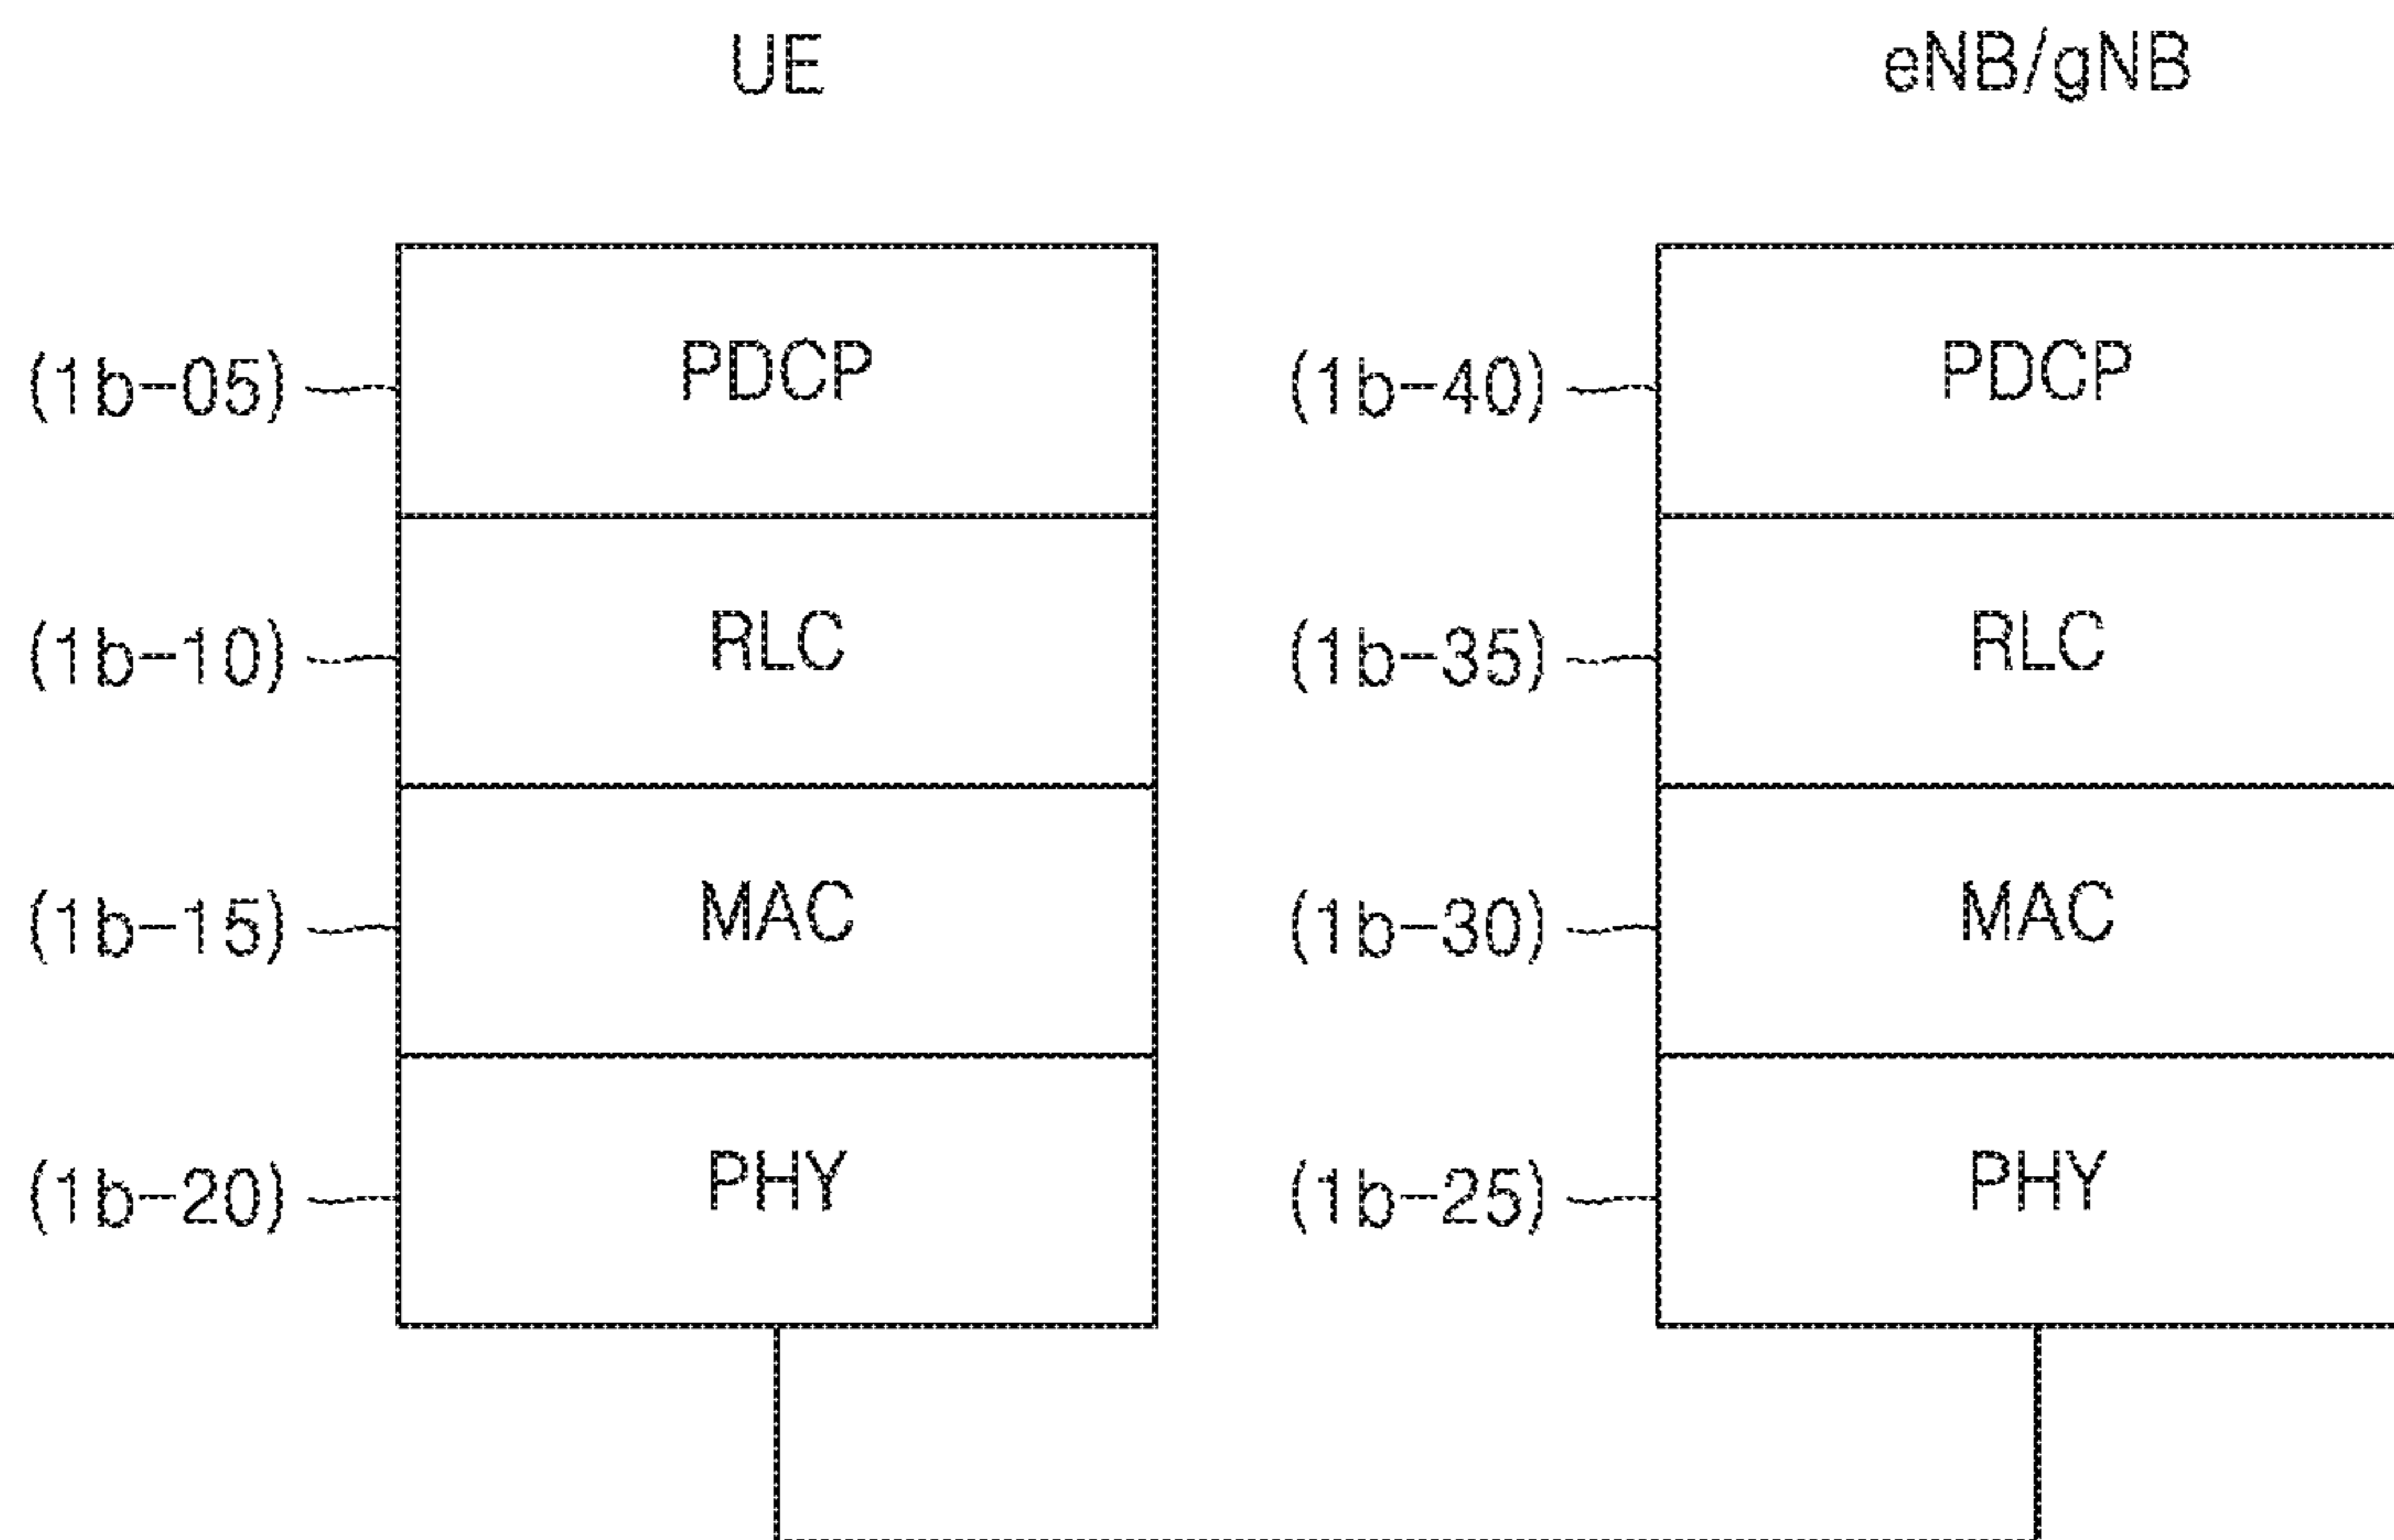 UE eNB/gNB
(1b-05) PDCP (1b-40) PDCP
(1b-10) RLC (1b-35) RLC
(1b-15) MAC (1b-30) MAC
(1b-20) PHY (1b-25) PHY